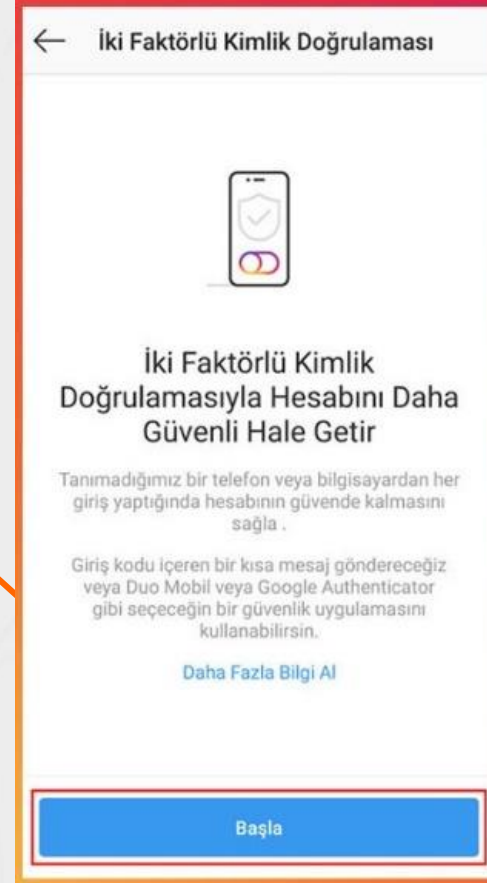 İki Faktörlü Kimlik Doğrulaması
İki Faktörlü Kimlik
Doğrulamasıyla Hesabını Daha
Güvenli Hale Getir
Tanımadığımız bir telefon veya bilgisayardan her
giriş yaptığında hesabının güvende kalmasını
sağla .
Giriş kodu içeren bir kısa mesaj göndereceğiz
veya Duo Mobil veya Google Authenticator
gibi seçeceğin bir güvenlik uygulamasını
kullanabilirsin.
Daha Fazla Bilgi Al
Başla